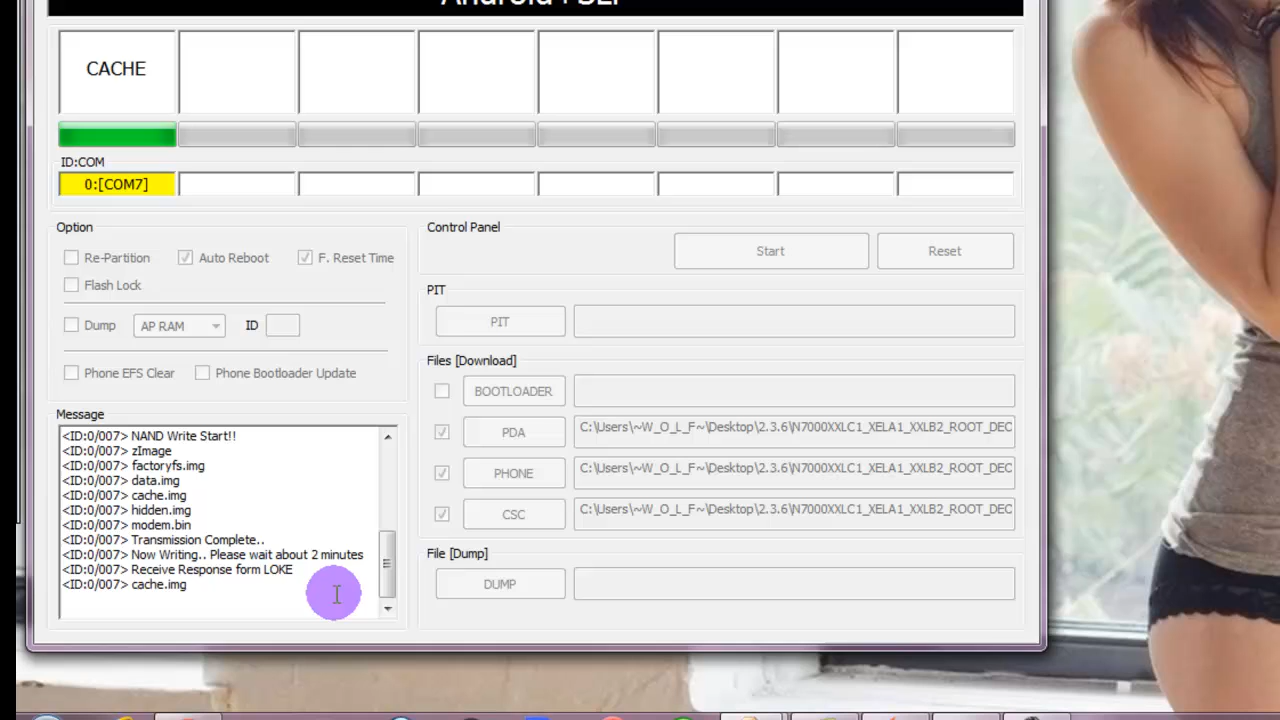 Android + SLP
CACHE
ID:COM
0:[COM7]
Option
Re-Partition Auto Reboot F. Reset Time
Flash Lock
Dump AP RAM ID
Phone EFS Clear Phone Bootloader Update
Message
<ID:0/007> NAND Write Start!!
<ID:0/007> zImage
<ID:0/007> factoryfs.img
<ID:0/007> data.img
<ID:0/007> cache.img
<ID:0/007> hidden.img
<ID:0/007> modem.bin
<ID:0/007> Transmission Complete..
<ID:0/007> Now Writing.. Please wait about 2 minutes
<ID:0/007> Receive Response form LOKE
<ID:0/007> cache.img
Control Panel
Start Reset
PIT
PIT
Files [Download]
BOOTLOADER
PDA C:\Users\~W_O_L_F~\Desktop\2.3.6\N7000XXLC1_XELA1_XXLB2_ROOT_DEC
PHONE C:\Users\~W_O_L_F~\Desktop\2.3.6\N7000XXLC1_XELA1_XXLB2_ROOT_DEC
CSC C:\Users\~W_O_L_F~\Desktop\2.3.6\N7000XXLC1_XELA1_XXLB2_ROOT_DEC
File [Dump]
DUMP